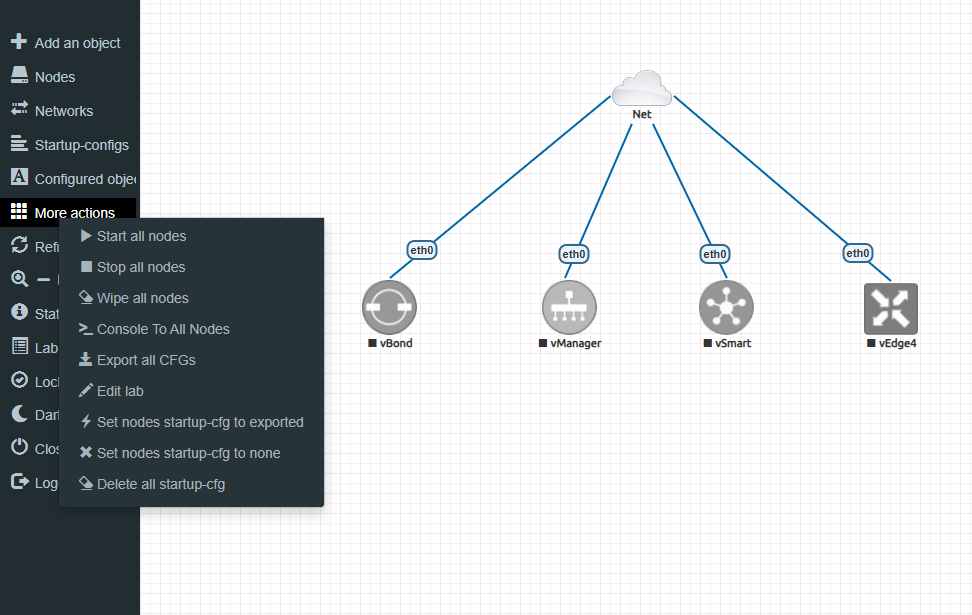 Add an object
Nodes
Networks
Startup-configs
Configured obje
More actions
Start all nodes
Stop all nodes
Wipe all nodes
Console To All Nodes
Export all CFGs
Edit lab
Set nodes startup-cfg to exported
Set nodes startup-cfg to none
Delete all startup-cfg
Refr
Stat
Lab
Lock
Dark
Clos
Logo
Net
eth0
eth0
eth0
eth0
vBond
vManager
vSmart
vEdge4